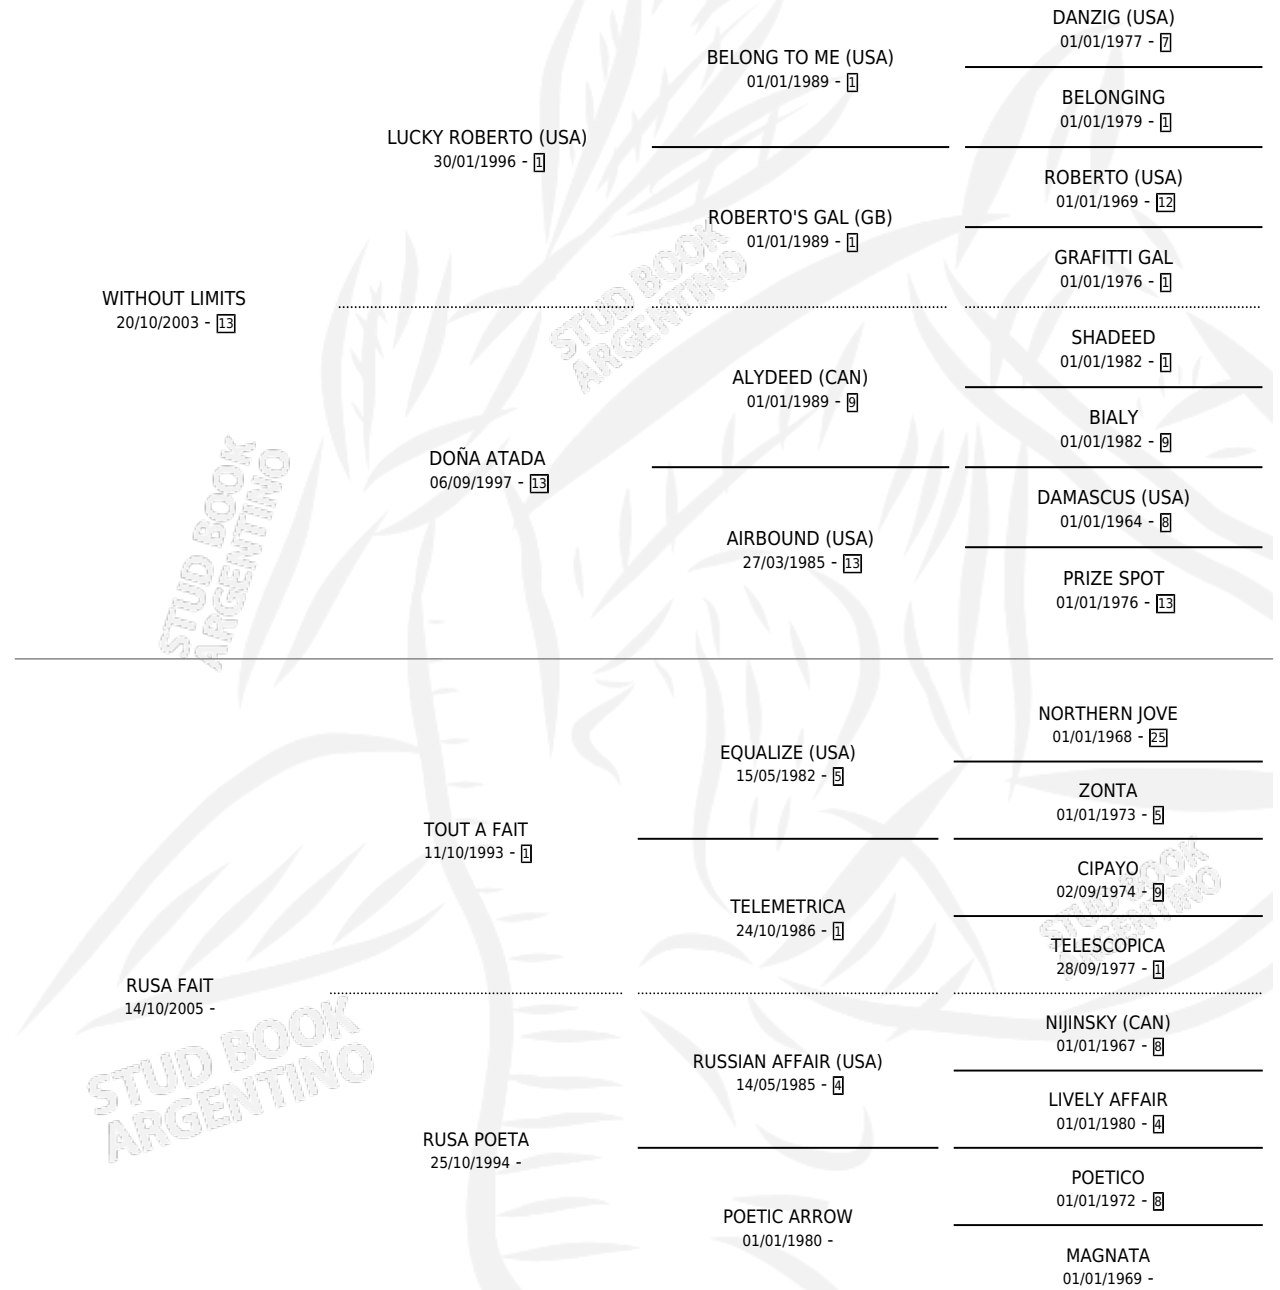 DANZIG (USA)
01/01/1977 - 7
BELONG TO ME (USA)
01/01/1989 - 1
BELONGING
01/01/1979 - 1
LUCKY ROBERTO (USA)
30/01/1996 - 1
ROBERTO (USA)
01/01/1969 - 12
ROBERTO'S GAL (GB)
01/01/1989 - 1
GRAFITTI GAL
01/01/1976 - 1
WITHOUT LIMITS
20/10/2003 - 13
SHADEED
01/01/1982 - 1
ALYDEED (CAN)
01/01/1989 - 9
BIALY
01/01/1982 - 9
DOÑA ATADA
06/09/1997 - 13
DAMASCUS (USA)
01/01/1964 - 8
AIRBOUND (USA)
27/03/1985 - 13
PRIZE SPOT
01/01/1976 - 13
NORTHERN JOVE
01/01/1968 - 25
EQUALIZE (USA)
15/05/1982 - 5
ZONTA
01/01/1973 - 5
TOUT A FAIT
11/10/1993 - 1
CIPAYO
02/09/1974 - 9
TELEMETRICA
24/10/1986 - 1
TELESCOPICA
28/09/1977 - 1
RUSA FAIT
14/10/2005 -
NIJINSKY (CAN)
01/01/1967 - 8
RUSSIAN AFFAIR (USA)
14/05/1985 - 4
LIVELY AFFAIR
01/01/1980 - 4
RUSA POETA
25/10/1994 -
POETICO
01/01/1972 - 8
POETIC ARROW
01/01/1980 -
MAGNATA
01/01/1969 -
STUD BOOK
ARGENTINO
STUD BOOK
ARGENTINO
STUD BOOK
ARGENTINO
STUD BOOK
ARGENTINO